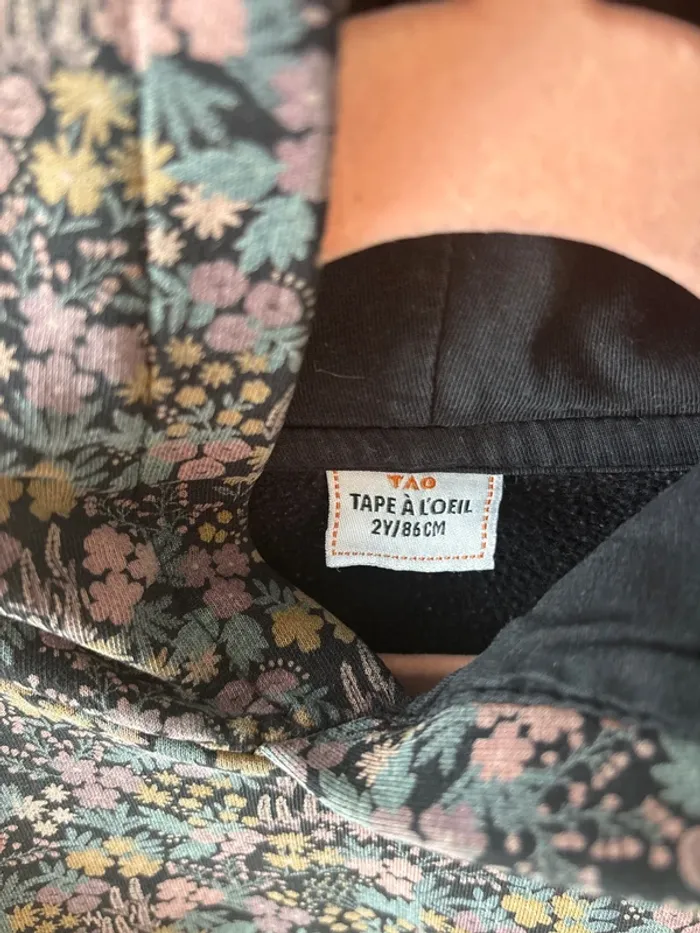 TAO
TAPE À L'OEIL
2Y/86CM